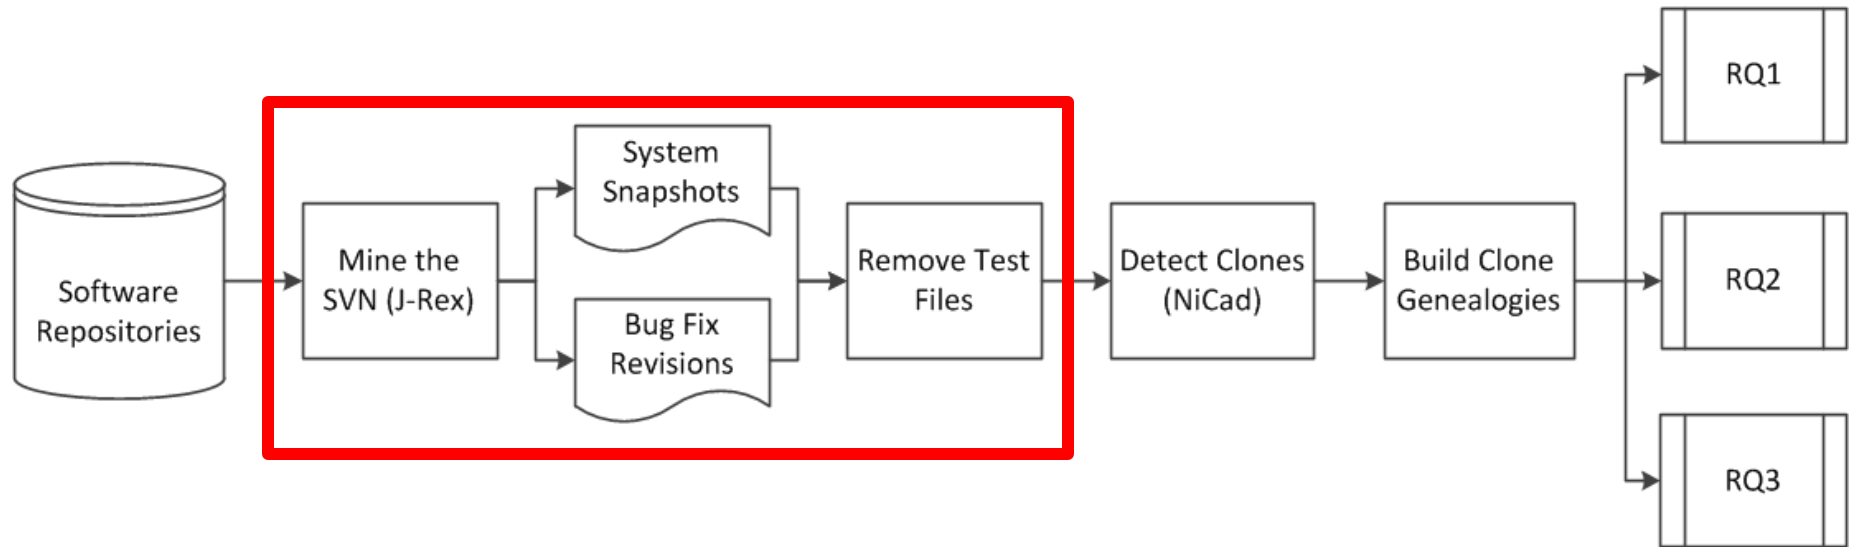 Software
Repositories
Mine the
SVN (J-Rex)
System
Snapshots
Bug Fix
Revisions
Remove Test
Files
Detect Clones
(NiCad)
Build Clone
Genealogies
RQ1
RQ2
RQ3